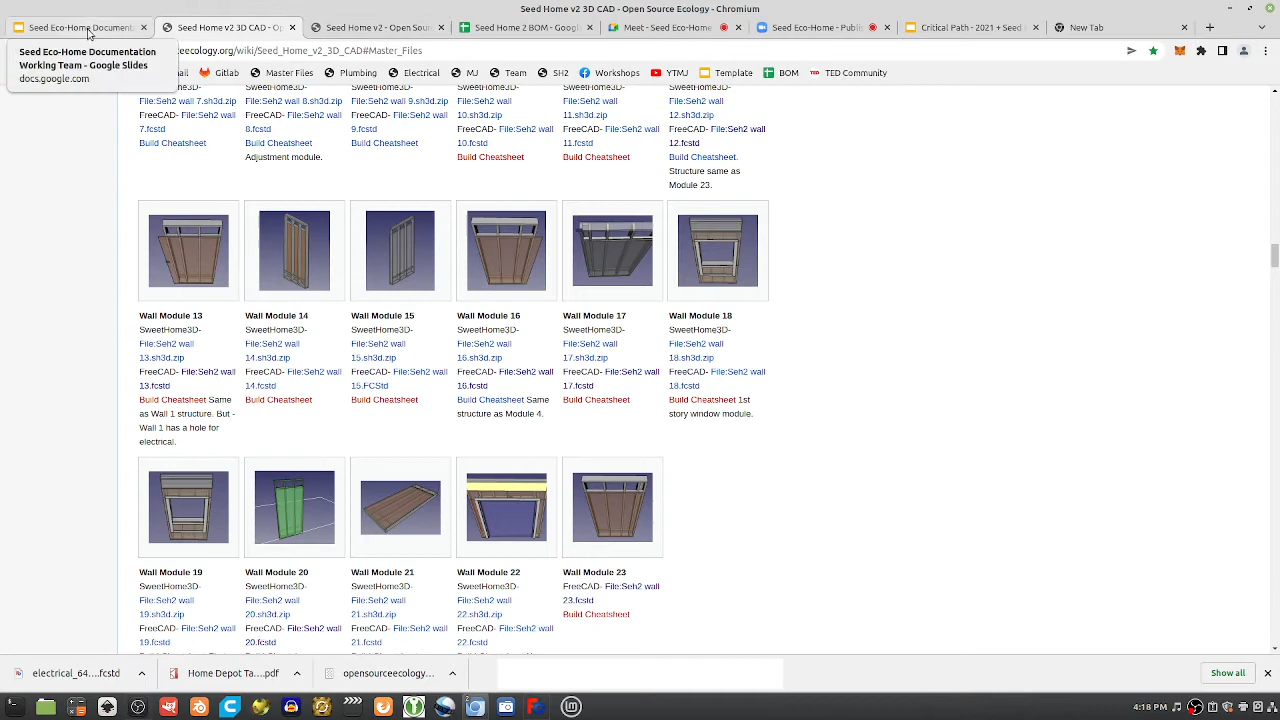 Seed Home v2 3D CAD - Open Source Ecology - Chromium
Seed Eco-Home Documentat
Seed Home v2 3D CAD - Op
Seed Home v2 - Open Sour
Seed Home 2 BOM - Googl
Meet - Seed Eco-Home
Seed Eco-Home - Publis
Critical Path - 2021 + Seed
New Tab
Seed Eco-Home Documentation
Working Team - Google Slides
docs.google.com
eecology.org/wiki/Seed_Home_v2_3D_CAD#Master_Files
Gitlab
Master Files
Plumbing
Electrical
MJ
Team
SH2
Workshops
YTMJ
Template
BOM
TED Community
SweetHome3D-
File:Seh2 wall 7.sh3d.zip
FreeCAD- File:Seh2 wall
7.fcstd
Build Cheatsheet
SweetHome3D-
File:Seh2 wall 8.sh3d.zip
FreeCAD- File:Seh2 wall
8.fcstd
Build Cheatsheet
Adjustment module.
SweetHome3D-
File:Seh2 wall 9.sh3d.zip
FreeCAD- File:Seh2 wall
9.fcstd
Build Cheatsheet
SweetHome3D-
File:Seh2 wall
10.sh3d.zip
FreeCAD- File:Seh2 wall
10.fcstd
Build Cheatsheet
SweetHome3D-
File:Seh2 wall
11.sh3d.zip
FreeCAD- File:Seh2 wall
11.fcstd
Build Cheatsheet
SweetHome3D-
File:Seh2 wall
12.sh3d.zip
FreeCAD- File:Seh2 wall
12.fcstd
Build Cheatsheet.
Structure same as
Module 23.
Wall Module 13
SweetHome3D-
File:Seh2 wall
13.sh3d.zip
FreeCAD- File:Seh2 wall
13.fcstd
Build Cheatsheet Same
as Wall 1 structure. But -
Wall 1 has a hole for
electrical.
Wall Module 14
SweetHome3D-
File:Seh2 wall
14.sh3d.zip
FreeCAD- File:Seh2 wall
14.fcstd
Build Cheatsheet
Wall Module 15
SweetHome3D-
File:Seh2 wall
15.sh3d.zip
FreeCAD- File:Seh2 wall
15.FCStd
Build Cheatsheet
Wall Module 16
SweetHome3D-
File:Seh2 wall
16.sh3d.zip
FreeCAD- File:Seh2 wall
16.fcstd
Build Cheatsheet Same
structure as Module 4.
Wall Module 17
SweetHome3D-
File:Seh2 wall
17.sh3d.zip
FreeCAD- File:Seh2 wall
17.fcstd
Build Cheatsheet
Wall Module 18
SweetHome3D-
File:Seh2 wall
18.sh3d.zip
FreeCAD- File:Seh2 wall
18.fcstd
Build Cheatsheet 1st
story window module.
Wall Module 19
SweetHome3D-
File:Seh2 wall
19.sh3d.zip
FreeCAD- File:Seh2 wall
19.fcstd
Wall Module 20
SweetHome3D-
File:Seh2 wall
20.sh3d.zip
FreeCAD- File:Seh2 wall
20.fcstd
Wall Module 21
SweetHome3D-
File:Seh2 wall
21.sh3d.zip
FreeCAD- File:Seh2 wall
21.fcstd
Wall Module 22
SweetHome3D-
File:Seh2 wall
22.sh3d.zip
FreeCAD- File:Seh2 wall
22.fcstd
Wall Module 23
FreeCAD- File:Seh2 wall
23.fcstd
Build Cheatsheet
electrical_64....fcstd
Home Depot Ta....pdf
opensourceecology....
Show all
4:18 PM